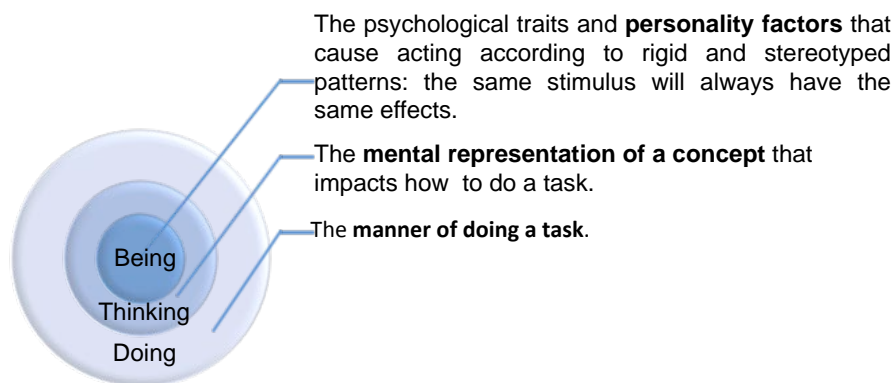 The psychological traits and personality factors that
cause acting according to rigid and stereotyped
patterns: the same stimulus will always have the
same effects.
The mental representation of a concept that
impacts how to do a task.
The manner of doing a task.
Being
Thinking
Doing